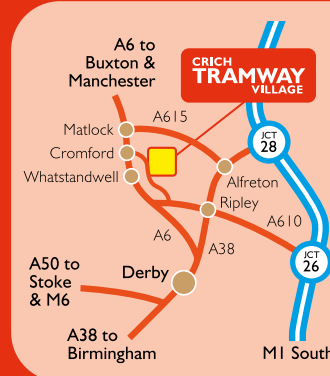 A6 to
Buxton &
Manchester
CRICH
TRAMWAY
VILLAGE
A615
Matlock
JCT
28
Cromford
Whatstandwell
Alfreton
Ripley
A610
A6
A38
JCT
26
A50 to
Stoke
& M6
Derby
A38 to
Birmingham
M1 South